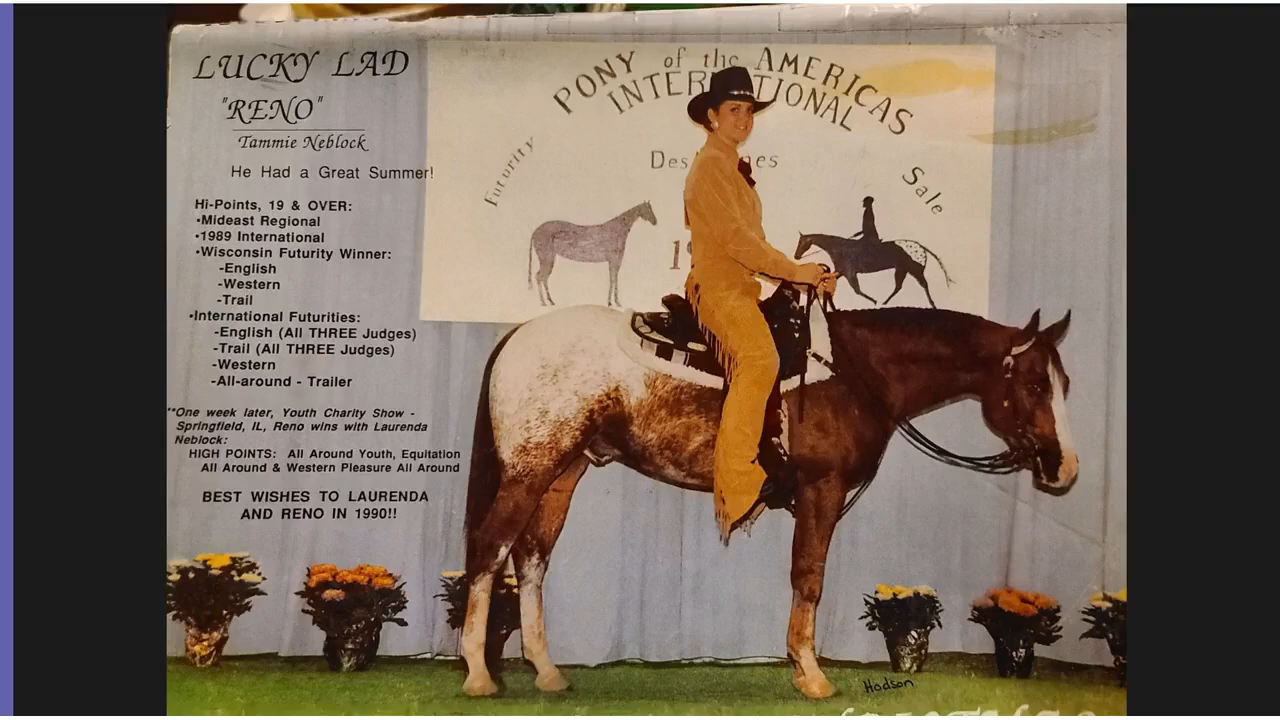 LUCKY LAD
"RENO"
Tammie Neblock
He Had a Great Summer!
Hi-Points, 19 & OVER:
•Mideast Regional
•1989 International
•Wisconsin Futurity Winner:
-English
-Western
-Trail
•International Futurities:
-English (All THREE Judges)
-Trail (All THREE Judges)
-Western
-All-around - Trailer
**One week later, Youth Charity Show -
Springfield, IL, Reno wins with Laurenda
Neblock:
HIGH POINTS: All Around Youth, Equitation
All Around & Western Pleasure All Around
BEST WISHES TO LAURENDA
AND RENO IN 1990!!
PONY of the AMERICAS
Futurity
Sale
Hodson